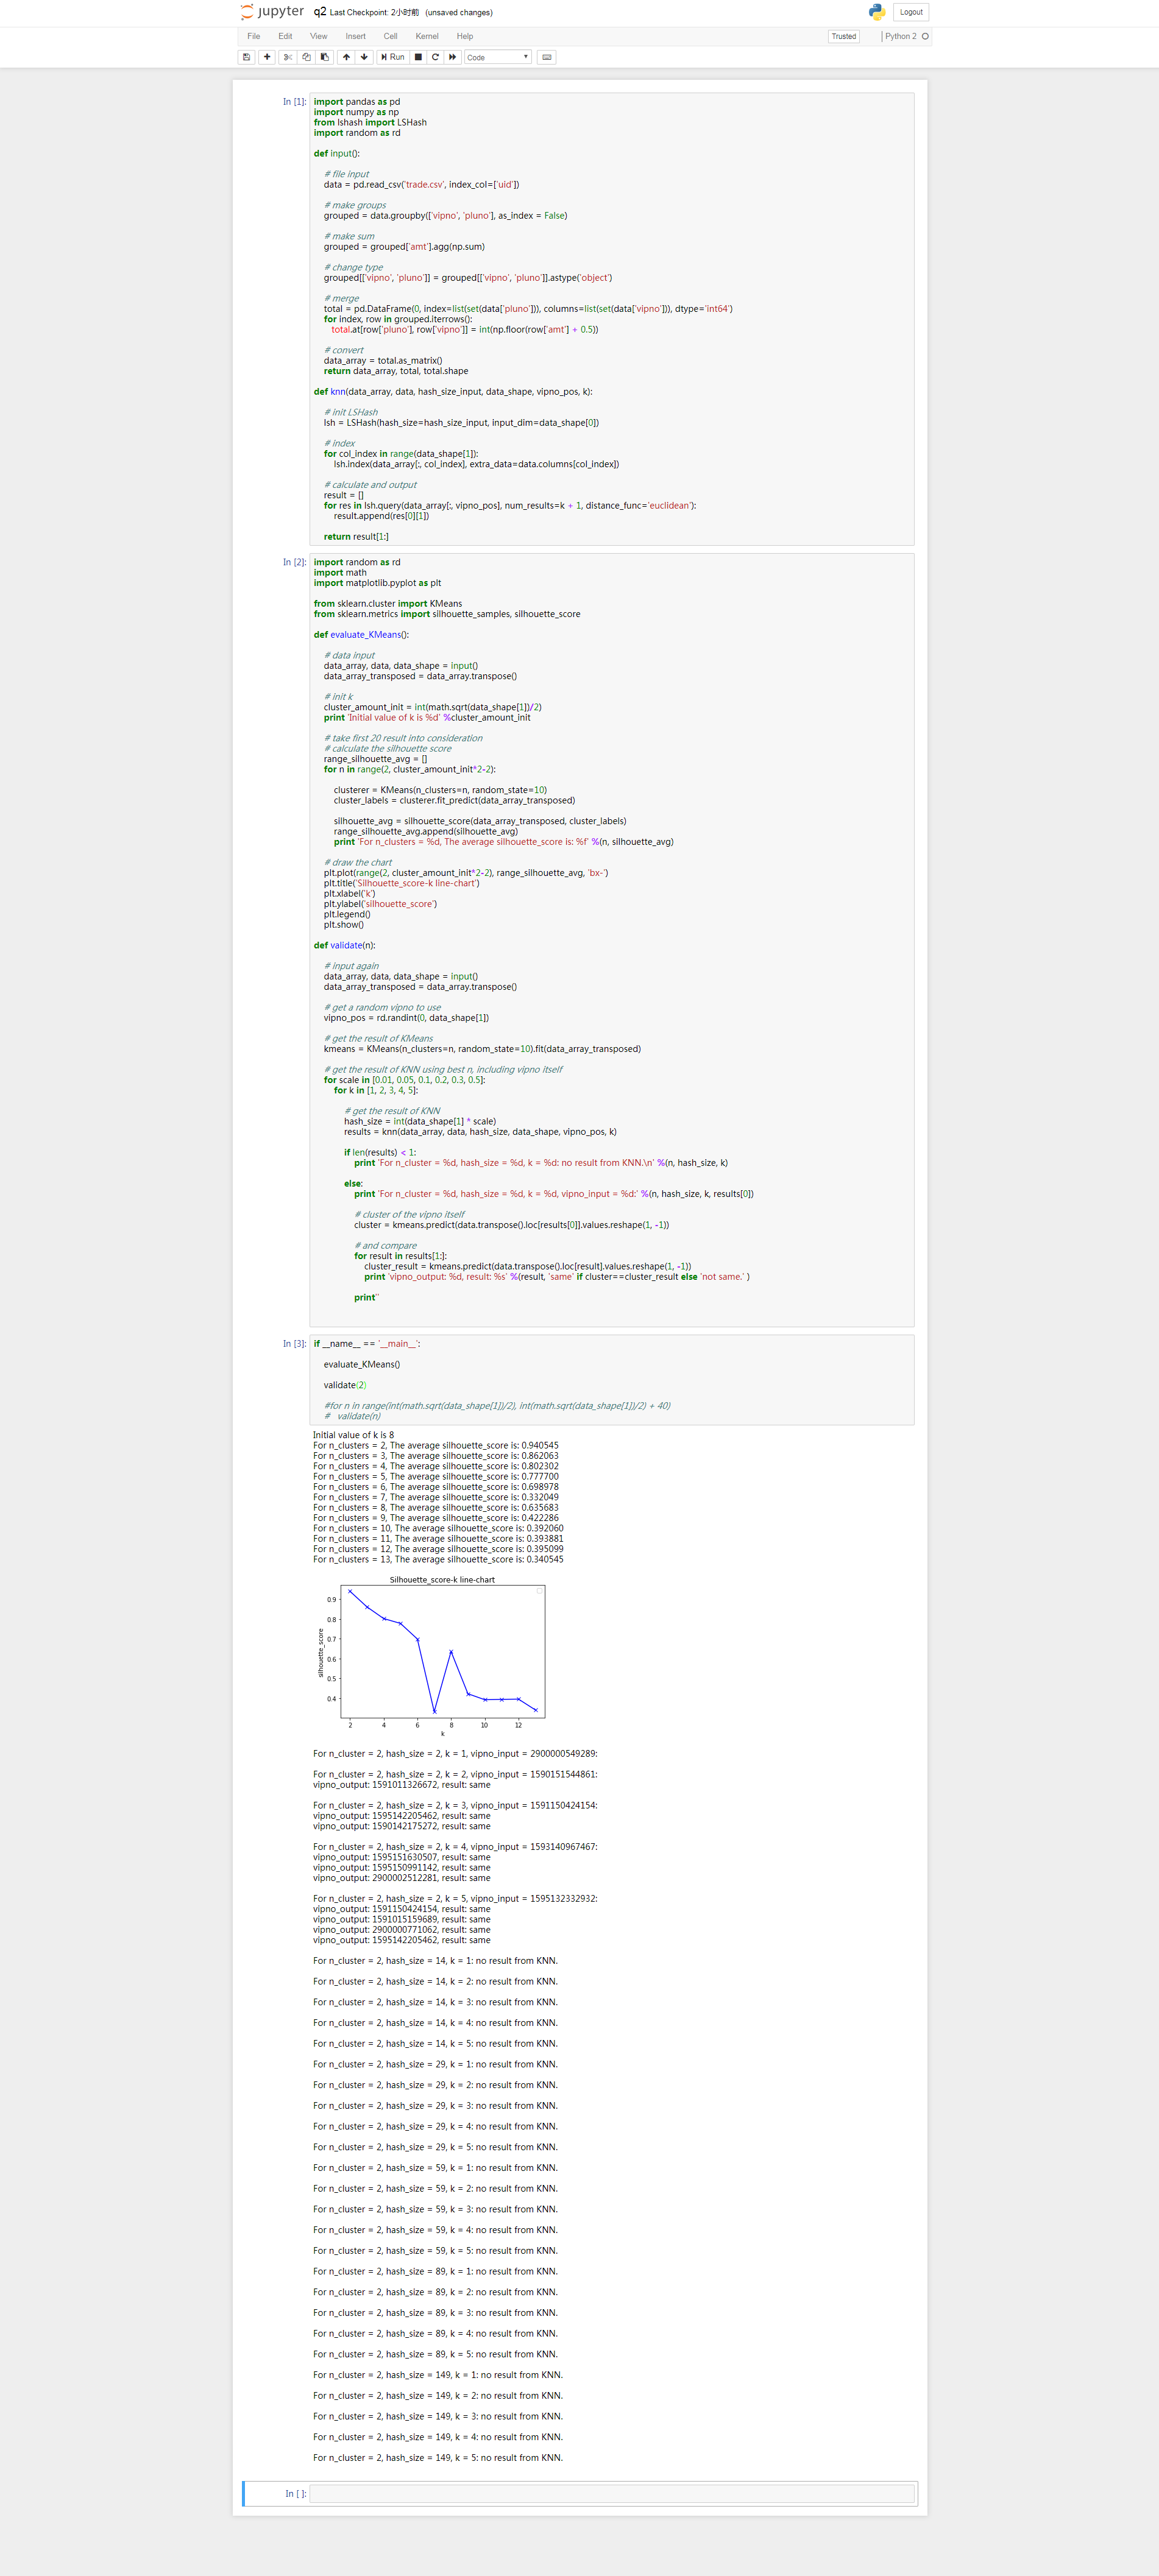 jupyter q2 Last Checkpoint: 2小时前 (unsaved changes) Logout
File Edit View Insert Cell Kernel Help Trusted Python 2
Run Code
In [1]: import pandas as pd
import numpy as np
from lshash import LSHash
import random as rd
def input():
# file input
data = pd.read_csv('trade.csv', index_col=['uid'])
# make groups
grouped = data.groupby(['vipno', 'pluno'], as_index = False)
# make sum
grouped = grouped['amt'].agg(np.sum)
# change type
grouped[['vipno', 'pluno']] = grouped[['vipno', 'pluno']].astype('object')
# merge
total = pd.DataFrame(0, index=list(set(data['pluno'])), columns=list(set(data['vipno'])), dtype='int64')
for index, row in grouped.iterrows():
total.at[row['pluno'], row['vipno']] = int(np.floor(row['amt'] + 0.5))
# convert
data_array = total.as_matrix()
return data_array, total, total.shape
def knn(data_array, data, hash_size_input, data_shape, vipno_pos, k):
# init LSHash
lsh = LSHash(hash_size=hash_size_input, input_dim=data_shape[0])
# index
for col_index in range(data_shape[1]):
lsh.index(data_array[:, col_index], extra_data=data.columns[col_index])
# calculate and output
result = []
for res in lsh.query(data_array[:, vipno_pos], num_results=k + 1, distance_func='euclidean'):
result.append(res[0][1])
return result[1:]
In [2]: import random as rd
import math
import matplotlib.pyplot as plt
from sklearn.cluster import KMeans
from sklearn.metrics import silhouette_samples, silhouette_score
def evaluate_KMeans():
# data input
data_array, data, data_shape = input()
data_array_transposed = data_array.transpose()
# init k
cluster_amount_init = int(math.sqrt(data_shape[1])/2)
print 'Initial value of k is %d' %cluster_amount_init
# take first 20 result into consideration
# calculate the silhouette score
range_silhouette_avg = []
for n in range(2, cluster_amount_init*2-2):
clusterer = KMeans(n_clusters=n, random_state=10)
cluster_labels = clusterer.fit_predict(data_array_transposed)
silhouette_avg = silhouette_score(data_array_transposed, cluster_labels)
range_silhouette_avg.append(silhouette_avg)
print 'For n_clusters = %d, The average silhouette_score is: %f' %(n, silhouette_avg)
# draw the chart
plt.plot(range(2, cluster_amount_init*2-2), range_silhouette_avg, 'bx-')
plt.title('Silhouette_score-k line-chart')
plt.xlabel('k')
plt.ylabel('silhouette_score')
plt.legend()
plt.show()
def validate(n):
# input again
data_array, data, data_shape = input()
data_array_transposed = data_array.transpose()
# get a random vipno to use
vipno_pos = rd.randint(0, data_shape[1])
# get the result of KMeans
kmeans = KMeans(n_clusters=n, random_state=10).fit(data_array_transposed)
# get the result of KNN using best n, including vipno itself
for scale in [0.01, 0.05, 0.1, 0.2, 0.3, 0.5]:
for k in [1, 2, 3, 4, 5]:
# get the result of KNN
hash_size = int(data_shape[1] * scale)
results = knn(data_array, data, hash_size, data_shape, vipno_pos, k)
if len(results) < 1:
print 'For n_cluster = %d, hash_size = %d, k = %d: no result from KNN.\n' %(n, hash_size, k)
else:
print 'For n_cluster = %d, hash_size = %d, k = %d, vipno_input = %d:' %(n, hash_size, k, results[0])
# cluster of the vipno itself
cluster = kmeans.predict(data.transpose().loc[results[0]].values.reshape(1, -1))
# and compare
for result in results[1:]:
cluster_result = kmeans.predict(data.transpose().loc[result].values.reshape(1, -1))
print 'vipno_output: %d, result: %s' %(result, 'same' if cluster==cluster_result else 'not same.' )
print''
In [3]: if __name__ == '__main__':
evaluate_KMeans()
validate(2)
#for n in range(int(math.sqrt(data_shape[1])/2), int(math.sqrt(data_shape[1])/2) + 40)
# validate(n)
Initial value of k is 8
For n_clusters = 2, The average silhouette_score is: 0.940545
For n_clusters = 3, The average silhouette_score is: 0.862063
For n_clusters = 4, The average silhouette_score is: 0.802302
For n_clusters = 5, The average silhouette_score is: 0.777700
For n_clusters = 6, The average silhouette_score is: 0.698978
For n_clusters = 7, The average silhouette_score is: 0.332049
For n_clusters = 8, The average silhouette_score is: 0.635683
For n_clusters = 9, The average silhouette_score is: 0.422286
For n_clusters = 10, The average silhouette_score is: 0.392060
For n_clusters = 11, The average silhouette_score is: 0.393881
For n_clusters = 12, The average silhouette_score is: 0.395099
For n_clusters = 13, The average silhouette_score is: 0.340545
Silhouette_score-k line-chart
0.9
0.8
0.7
0.6
0.5
0.4
silhouette_score
2 4 6 8 10 12
k
For n_cluster = 2, hash_size = 2, k = 1, vipno_input = 2900000549289:
For n_cluster = 2, hash_size = 2, k = 2, vipno_input = 1590151544861:
vipno_output: 1591011326672, result: same
For n_cluster = 2, hash_size = 2, k = 3, vipno_input = 1591150424154:
vipno_output: 1595142205462, result: same
vipno_output: 1590142175272, result: same
For n_cluster = 2, hash_size = 2, k = 4, vipno_input = 1593140967467:
vipno_output: 1595151630507, result: same
vipno_output: 1595150991142, result: same
vipno_output: 2900002512281, result: same
For n_cluster = 2, hash_size = 2, k = 5, vipno_input = 1595132332932:
vipno_output: 1591150424154, result: same
vipno_output: 1591015159689, result: same
vipno_output: 2900000771062, result: same
vipno_output: 1595142205462, result: same
For n_cluster = 2, hash_size = 14, k = 1: no result from KNN.
For n_cluster = 2, hash_size = 14, k = 2: no result from KNN.
For n_cluster = 2, hash_size = 14, k = 3: no result from KNN.
For n_cluster = 2, hash_size = 14, k = 4: no result from KNN.
For n_cluster = 2, hash_size = 14, k = 5: no result from KNN.
For n_cluster = 2, hash_size = 29, k = 1: no result from KNN.
For n_cluster = 2, hash_size = 29, k = 2: no result from KNN.
For n_cluster = 2, hash_size = 29, k = 3: no result from KNN.
For n_cluster = 2, hash_size = 29, k = 4: no result from KNN.
For n_cluster = 2, hash_size = 29, k = 5: no result from KNN.
For n_cluster = 2, hash_size = 59, k = 1: no result from KNN.
For n_cluster = 2, hash_size = 59, k = 2: no result from KNN.
For n_cluster = 2, hash_size = 59, k = 3: no result from KNN.
For n_cluster = 2, hash_size = 59, k = 4: no result from KNN.
For n_cluster = 2, hash_size = 59, k = 5: no result from KNN.
For n_cluster = 2, hash_size = 89, k = 1: no result from KNN.
For n_cluster = 2, hash_size = 89, k = 2: no result from KNN.
For n_cluster = 2, hash_size = 89, k = 3: no result from KNN.
For n_cluster = 2, hash_size = 89, k = 4: no result from KNN.
For n_cluster = 2, hash_size = 89, k = 5: no result from KNN.
For n_cluster = 2, hash_size = 149, k = 1: no result from KNN.
For n_cluster = 2, hash_size = 149, k = 2: no result from KNN.
For n_cluster = 2, hash_size = 149, k = 3: no result from KNN.
For n_cluster = 2, hash_size = 149, k = 4: no result from KNN.
For n_cluster = 2, hash_size = 149, k = 5: no result from KNN.
In [ ]: